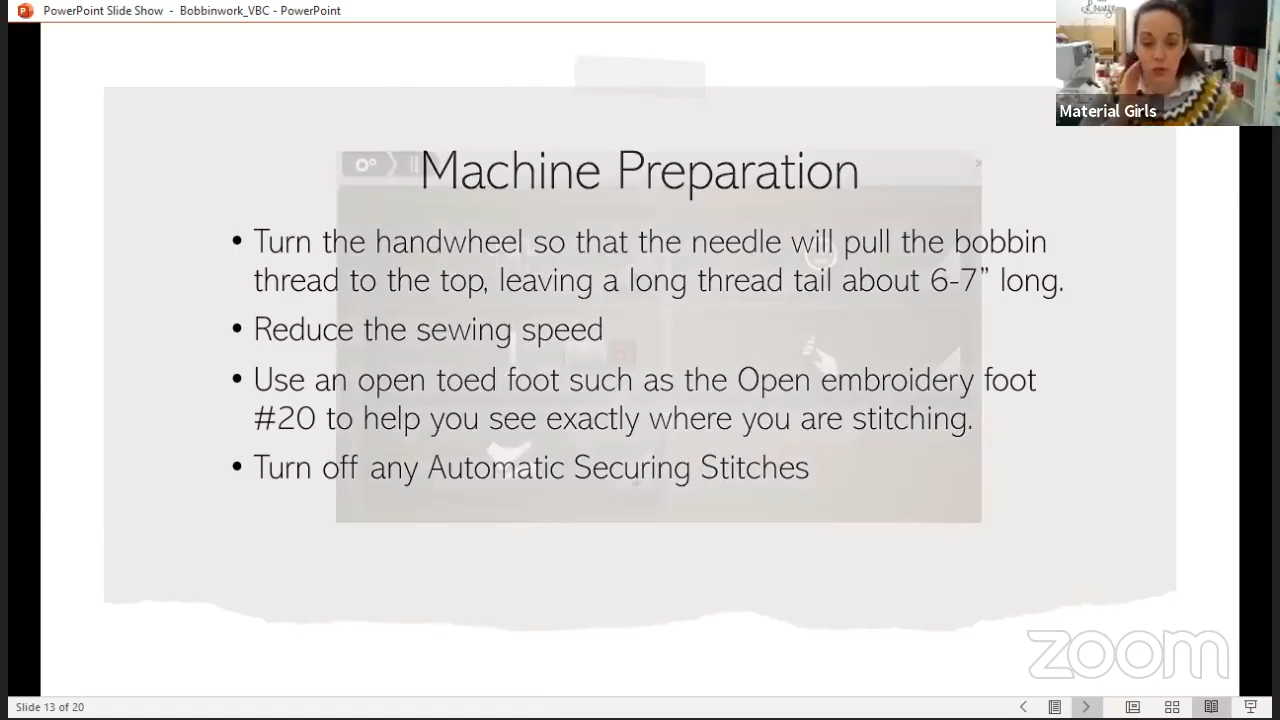 PowerPoint Slide Show - Bobbinwork_VBC - PowerPoint
Material Girls
Machine Preparation
• Turn the handwheel so that the needle will pull the bobbin
thread to the top, leaving a long thread tail about 6-7” long.
• Reduce the sewing speed
• Use an open toed foot such as the Open embroidery foot
#20 to help you see exactly where you are stitching.
• Turn off any Automatic Securing Stitches
zoom
Slide 13 of 20